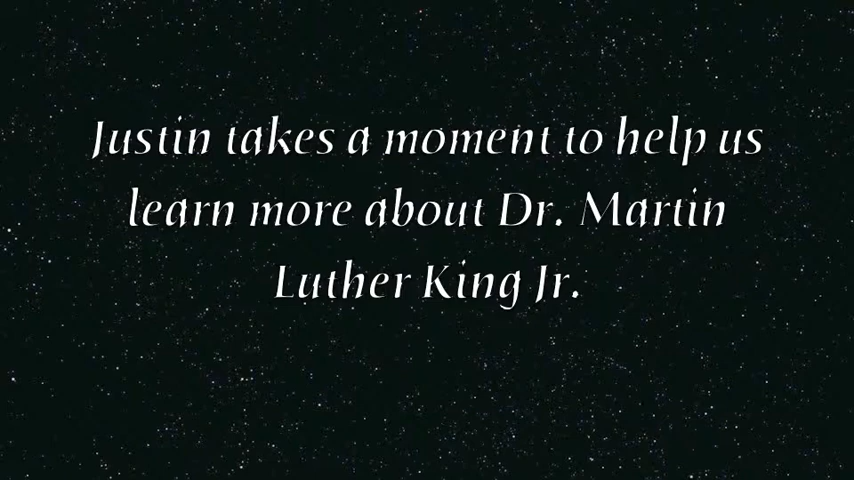 Justin takes a moment to help us
learn more about Dr. Martin
Luther King Jr.